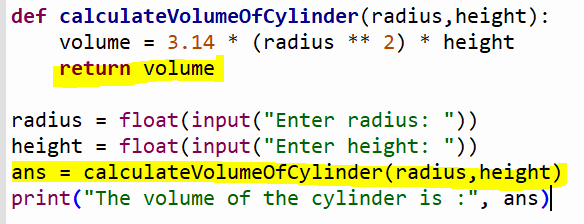 def calculateVolumeOfCylinder(radius,height):
    volume = 3.14 * (radius ** 2) * height
    return volume
radius = float(input("Enter radius: "))
height = float(input("Enter height: "))
ans = calculateVolumeOfCylinder(radius,height)
print("The volume of the cylinder is :", ans)